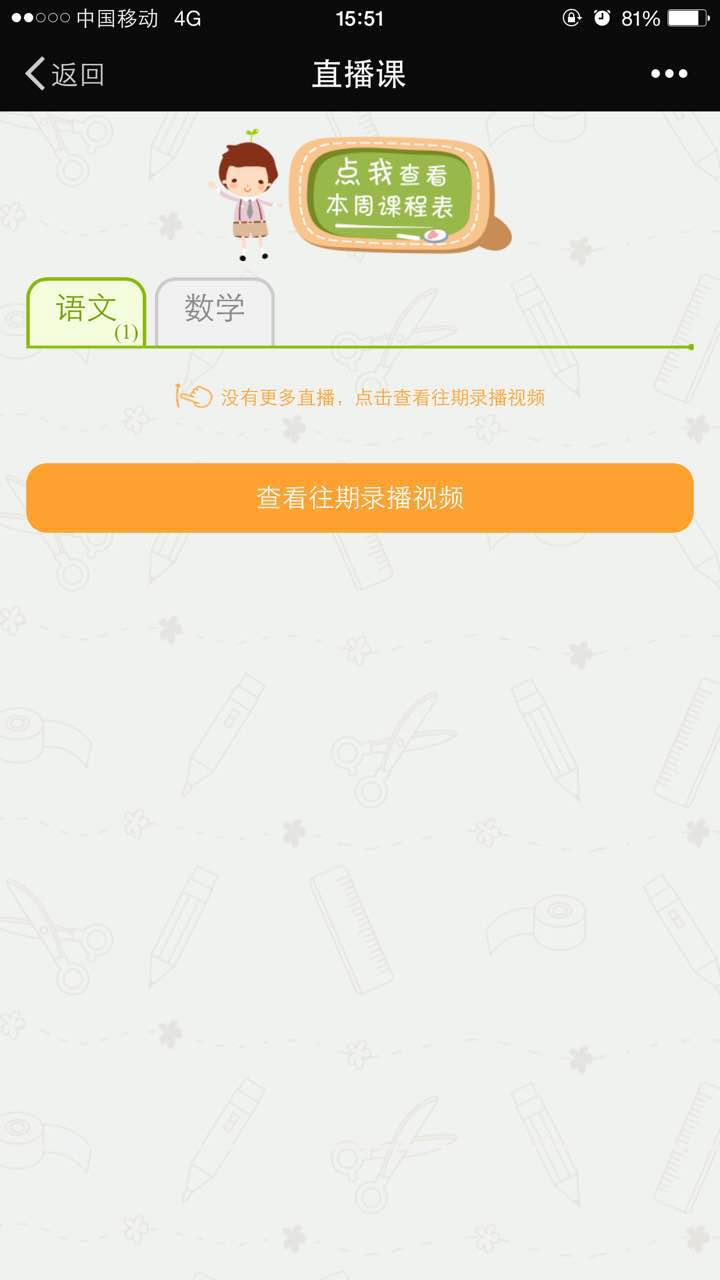 中国移动 4G 15:51 81%
返回 直播课
点我查看
本周课程表
语文 (1) 数学
没有更多直播，点击查看往期录播视频
查看往期录播视频